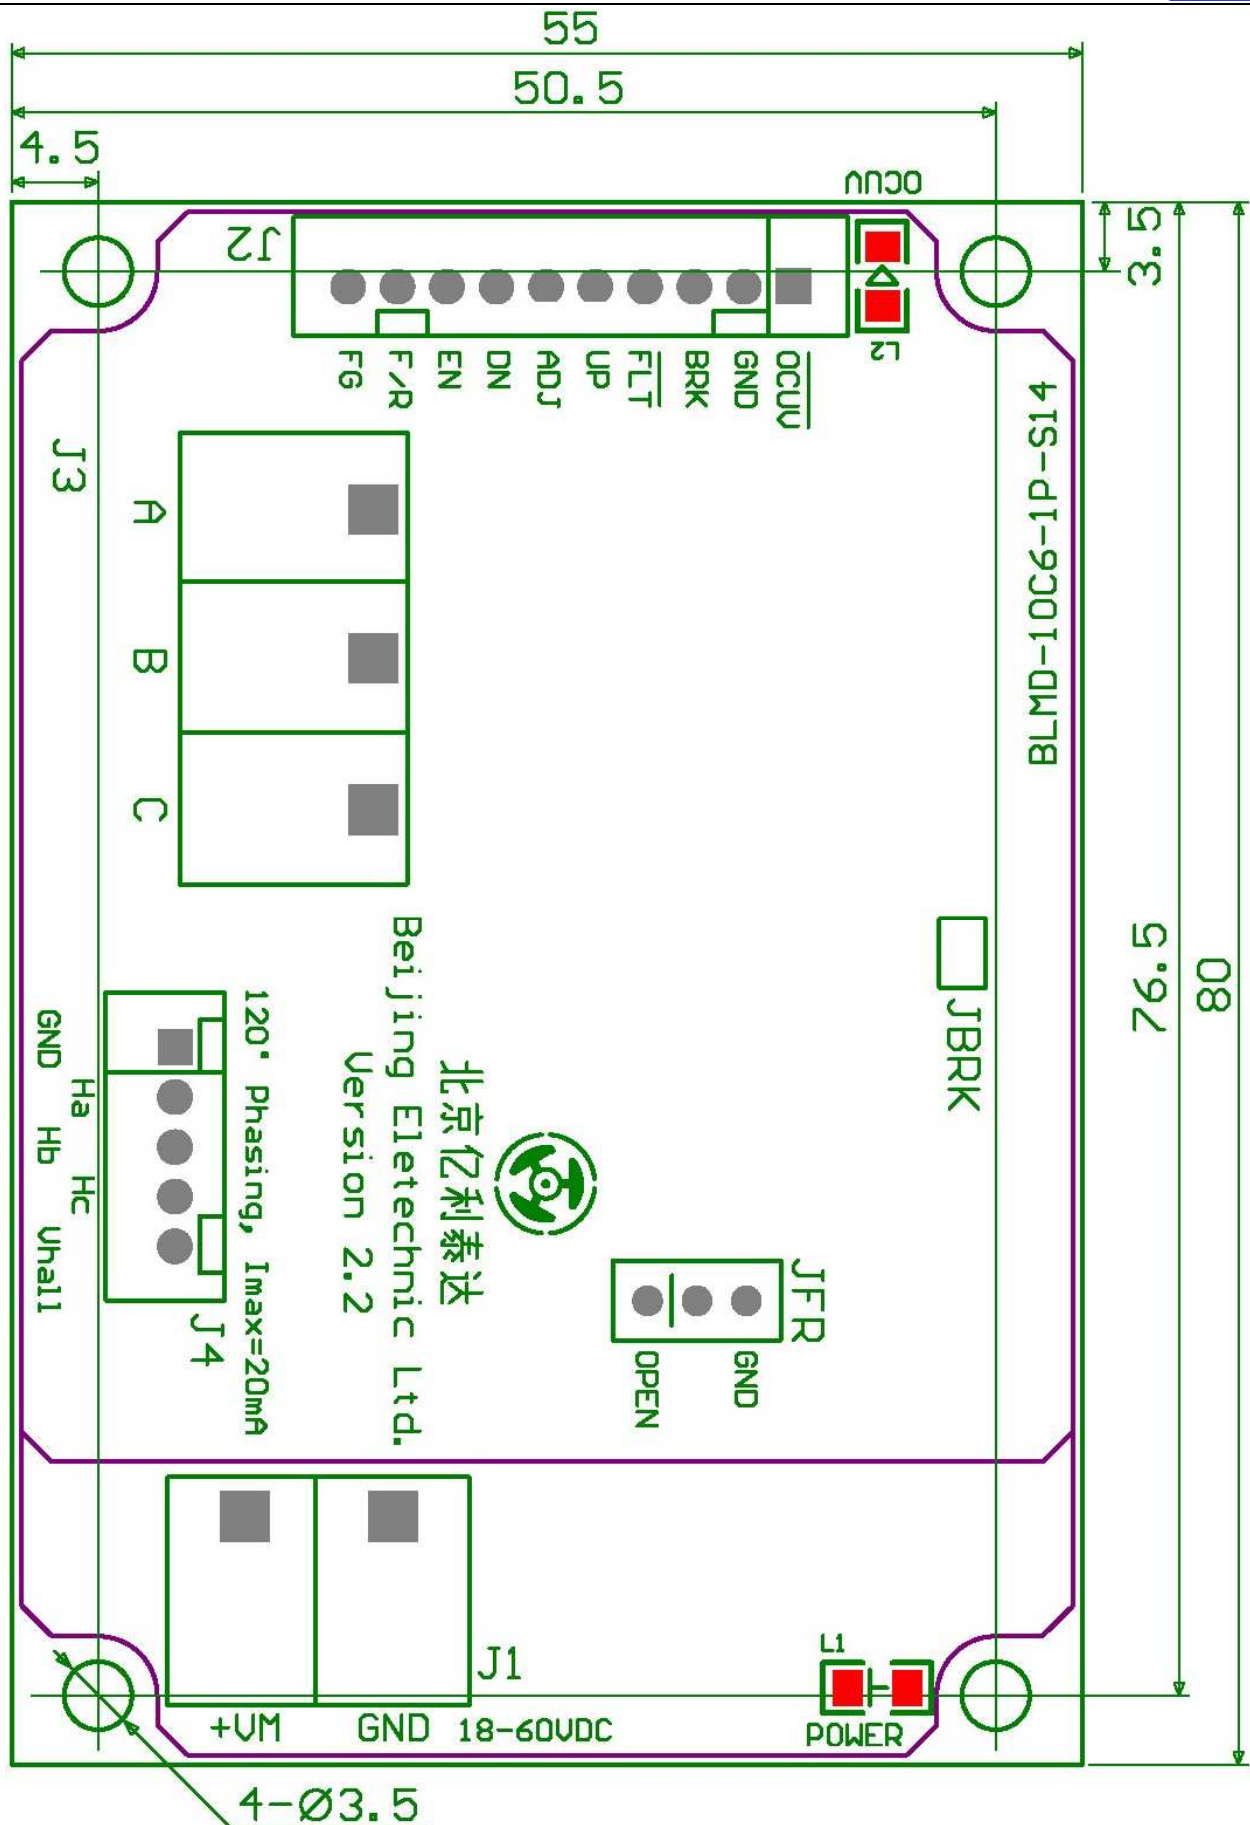 55
50.5
4.5
OCUV
3.5
J2
L2
FG
F/R
EN
DN
ADJ
UP
FLT
BRK
GND
OCUV
J3
A
B
C
BLMD-10C6-1P-S14
76.5
80
JBRK
GND
Ha
Hb
Hc
Vhall
J4
120° Phasing, Imax=20mA
Version 2.2
Beijing Eletechnic Ltd.
北京亿利泰达
JFR
OPEN
GND
J1
L1
+VM
GND
18-60VDC
POWER
4-Ø3.5